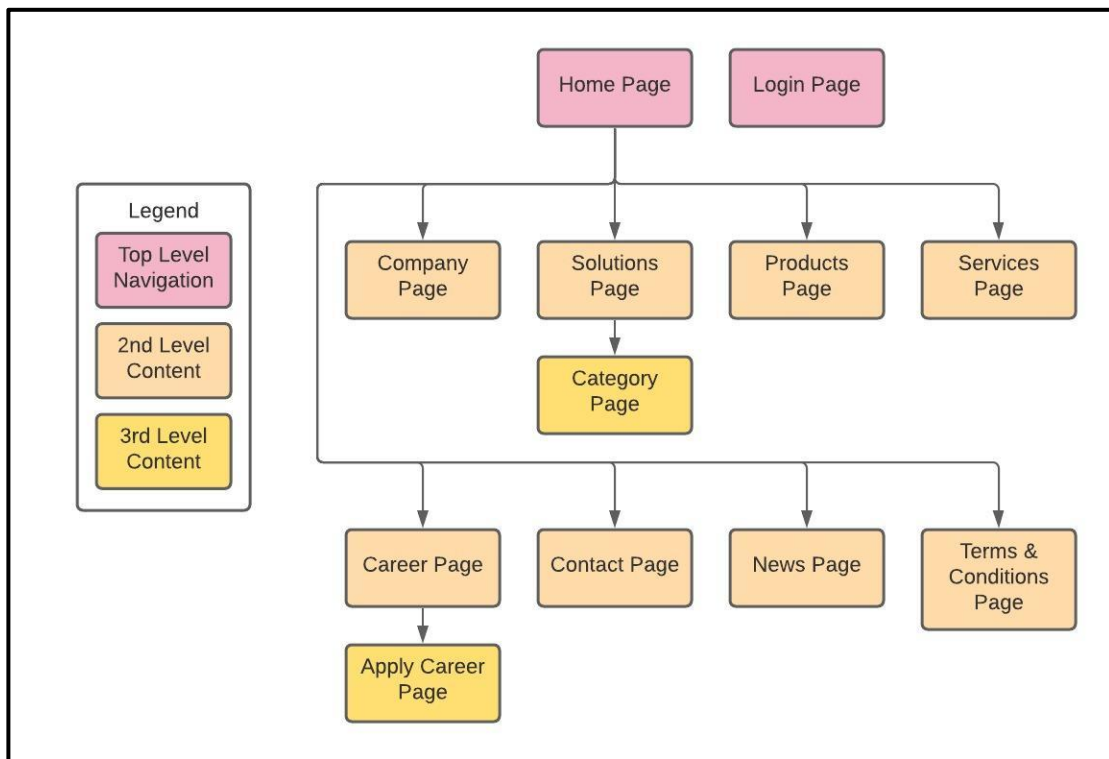 Home Page
Login Page
Legend
Top Level
Navigation
2nd Level
Content
3rd Level
Content
Company
Page
Solutions
Page
Products
Page
Services
Page
Category
Page
Career Page
Contact Page
News Page
Terms &
Conditions
Page
Apply Career
Page